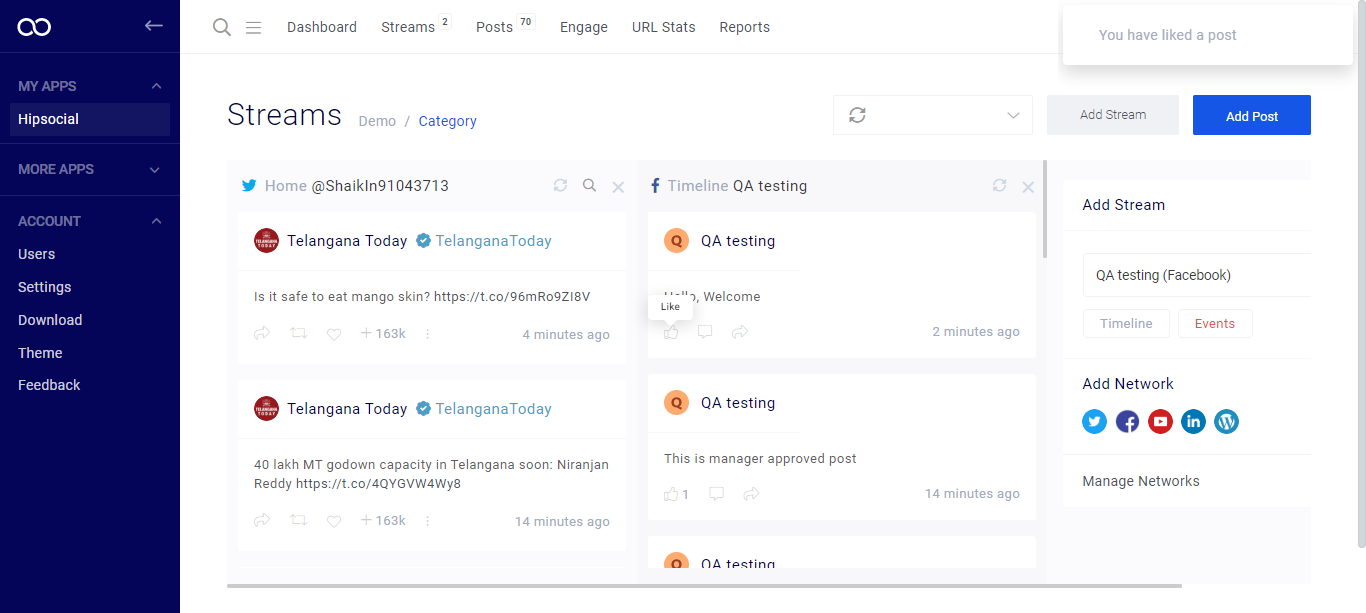 MY APPS
Hipsocial
MORE APPS
ACCOUNT
Users
Settings
Download
Theme
Feedback
Dashboard Streams 2 Posts 70 Engage URL Stats Reports
You have liked a post
Streams Demo / Category
Add Stream
Add Post
Home @ShaikIn91043713
Telangana Today TelanganaToday
Is it safe to eat mango skin? https://t.co/96mRo9ZI8V
+ 163k 4 minutes ago
Telangana Today TelanganaToday
40 lakh MT godown capacity in Telangana soon: Niranjan
Reddy https://t.co/4QYGVW4Wy8
+ 163k 14 minutes ago
Timeline QA testing
Q QA testing
Hello, Welcome
Like
2 minutes ago
Q QA testing
This is manager approved post
1 14 minutes ago
Q QA testing
Add Stream
QA testing (Facebook)
Timeline Events
Add Network
Manage Networks